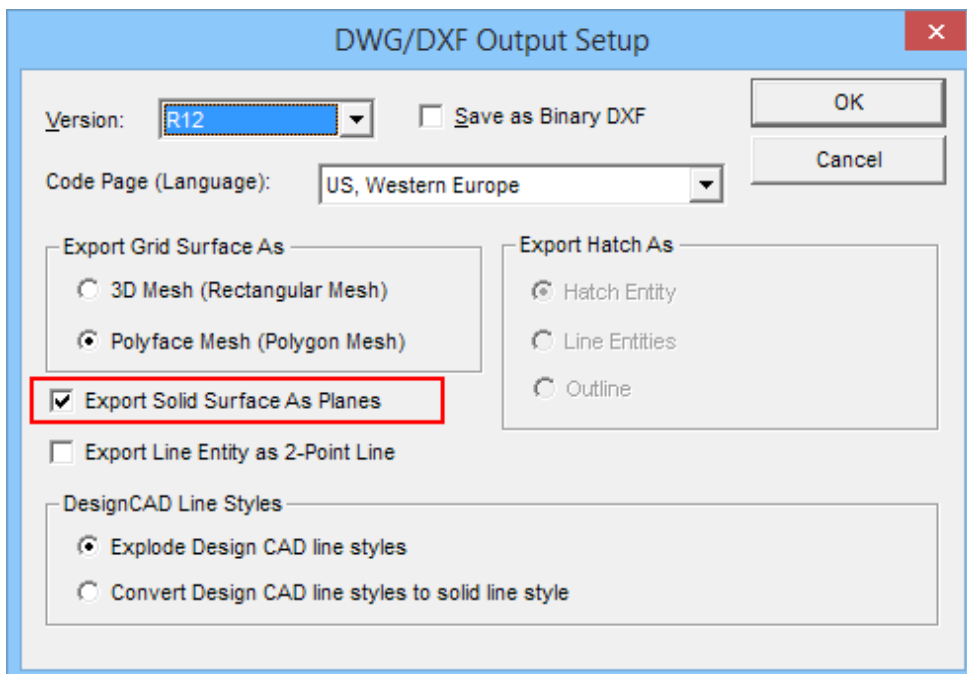 DWG/DXF Output Setup
Version: R12 Save as Binary DXF OK
Cancel
Code Page (Language): US, Western Europe
Export Grid Surface As
3D Mesh (Rectangular Mesh)
Polyface Mesh (Polygon Mesh)
Export Hatch As
Hatch Entity
Line Entities
Outline
Export Solid Surface As Planes
Export Line Entity as 2-Point Line
DesignCAD Line Styles
Explode Design CAD line styles
Convert Design CAD line styles to solid line style